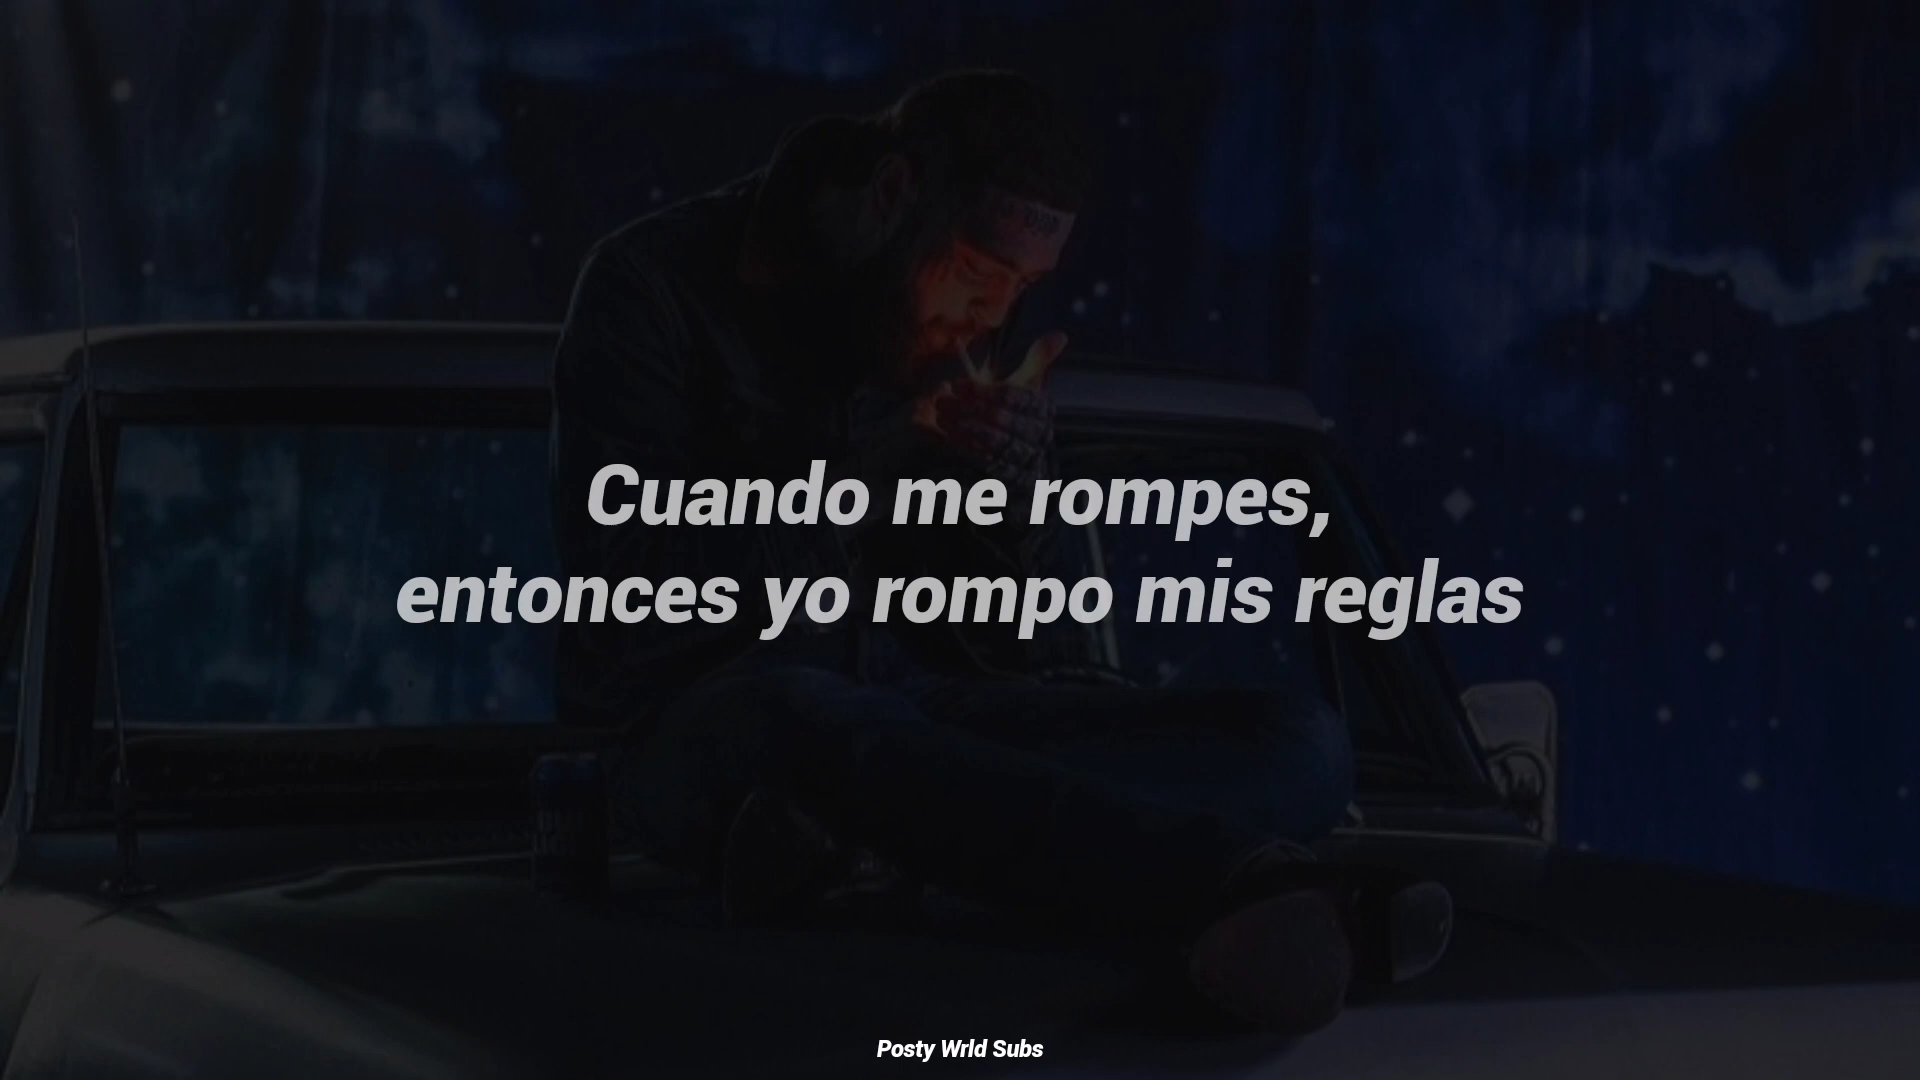 Cuando me rompes,
entonces yo rompo mis reglas
Posty Wrld Subs